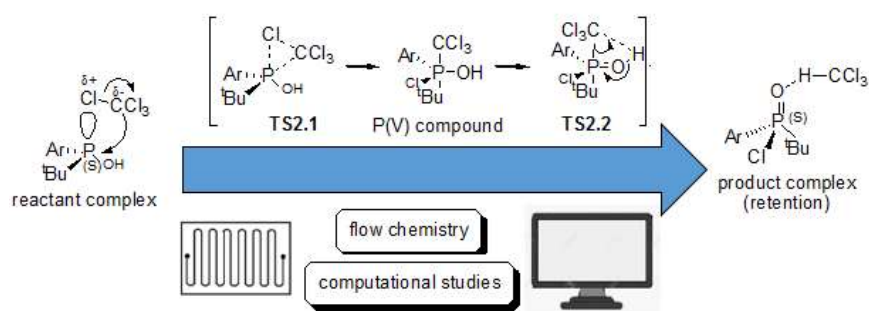 δ+
δ-
Cl
CCl3
Ar
P
(S)
OH
tBu
reactant complex
Cl
CCl3
Ar
P
OH
tBu
TS2.1
CCl3
Ar
P
OH
Cl
tBu
P(V) compound
Cl3C
H
Ar
P=O
Cl
tBu
TS2.2
H—CCl3
O
Ar
P
(S)
Cl
tBu
product complex
(retention)
flow chemistry
computational studies